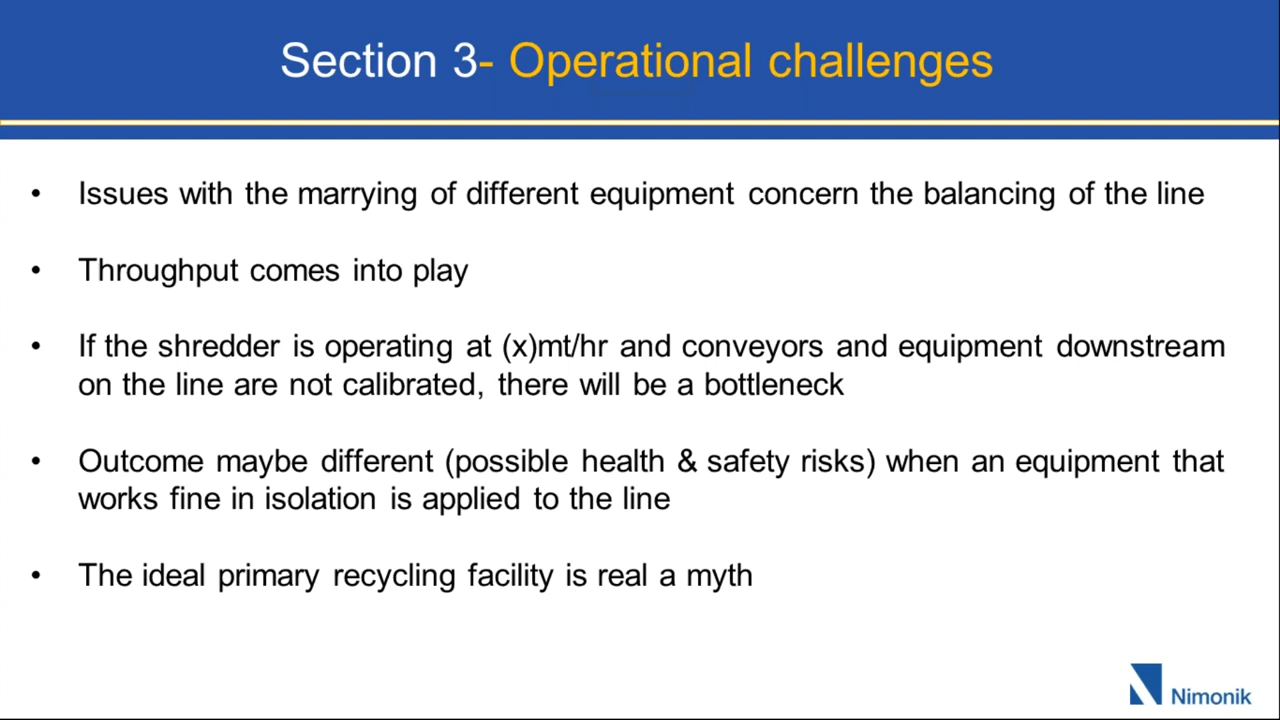 Section 3- Operational challenges
• Issues with the marrying of different equipment concern the balancing of the line
• Throughput comes into play
• If the shredder is operating at (x)mt/hr and conveyors and equipment downstream
on the line are not calibrated, there will be a bottleneck
• Outcome maybe different (possible health & safety risks) when an equipment that
works fine in isolation is applied to the line
• The ideal primary recycling facility is real a myth
Nimonik